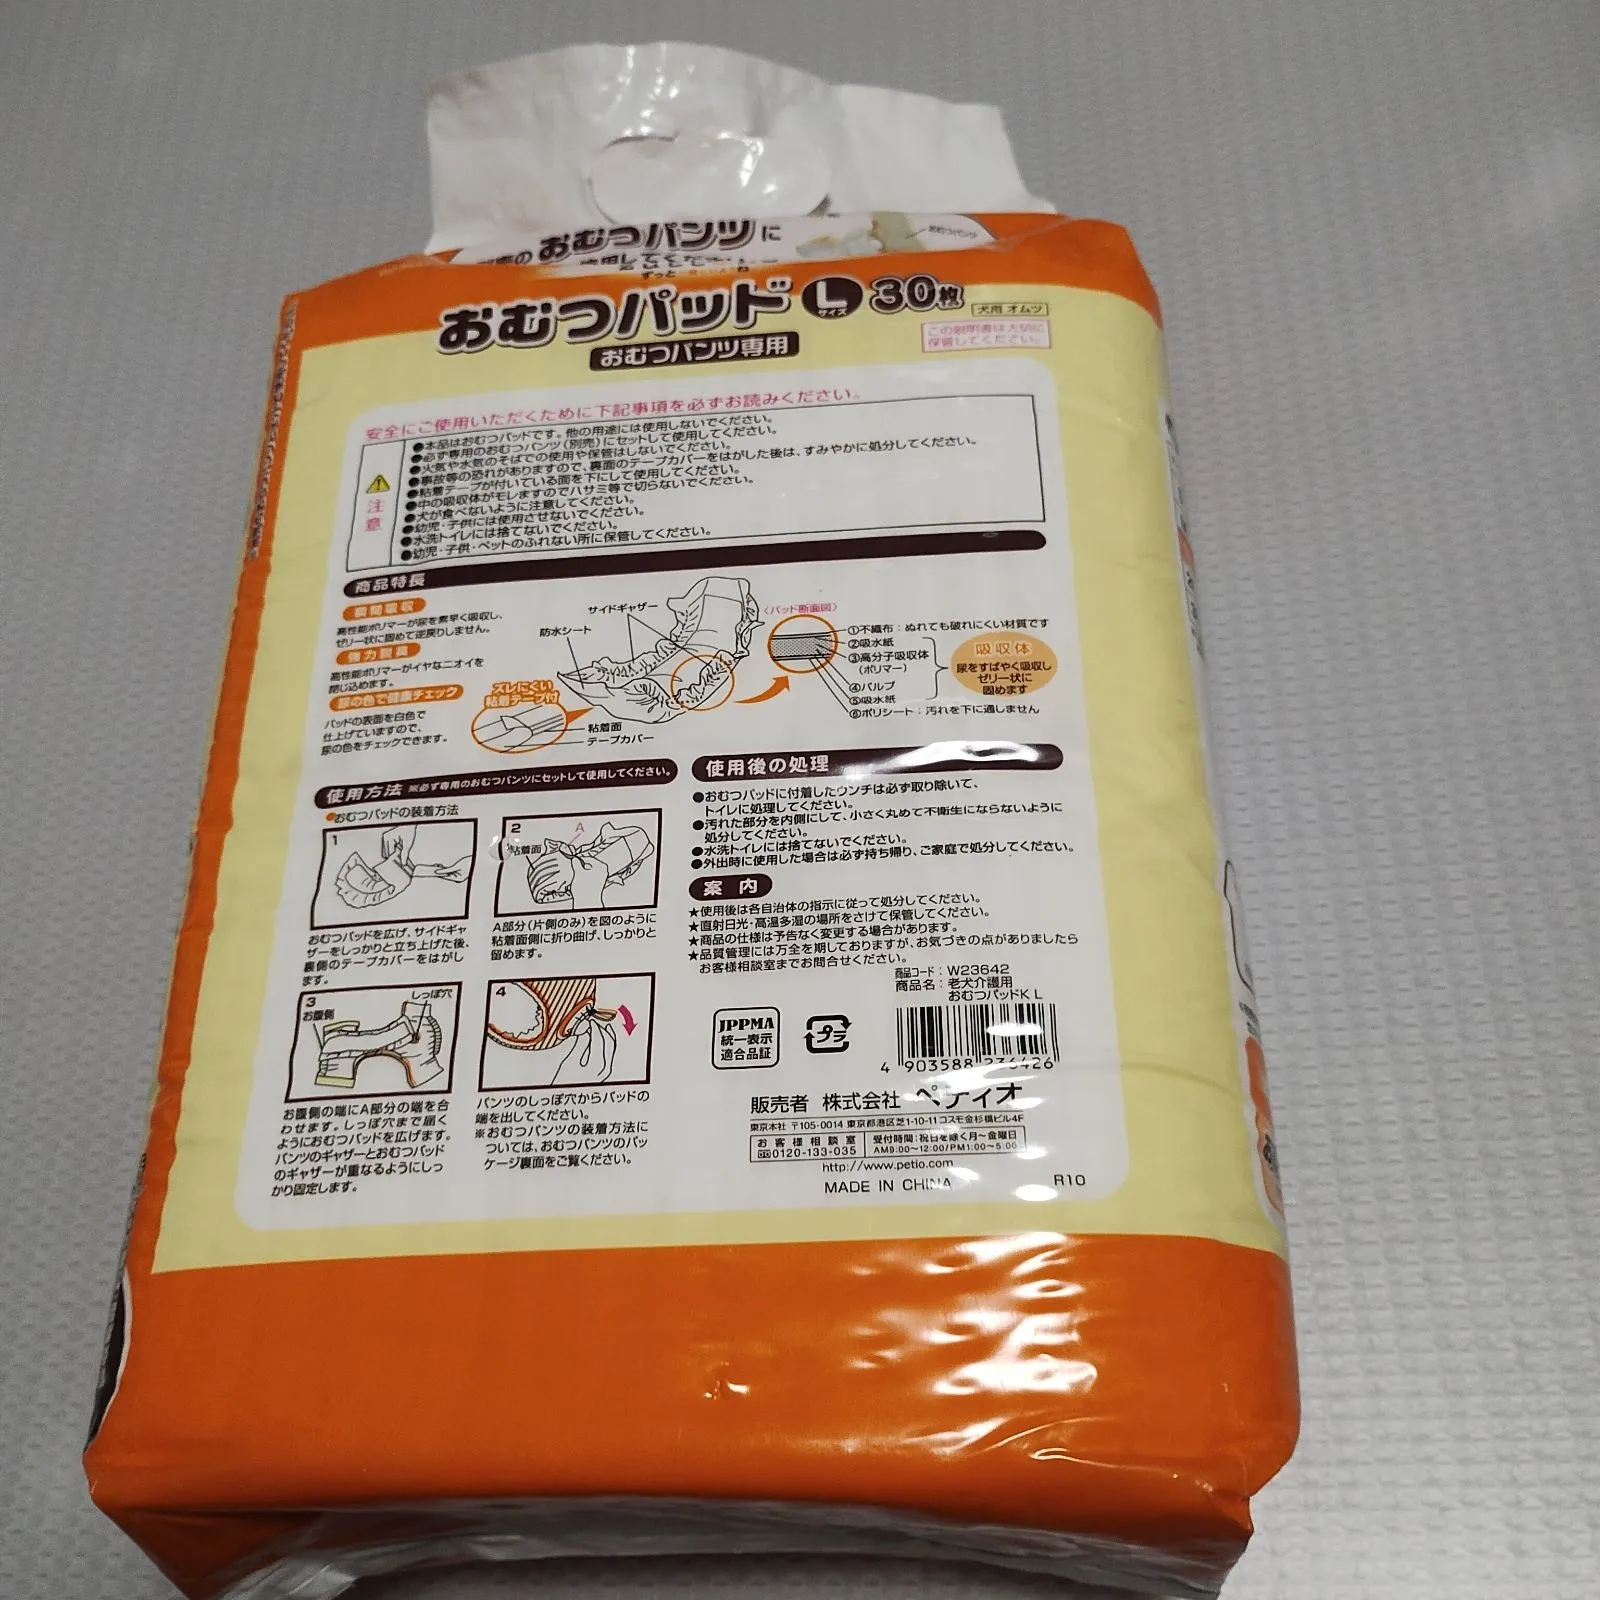 おむつパンツに
おむつパッド Lサイズ 30枚
犬用 オムツ
おむつパンツ専用
この説明書は大切に
保管してください。
安全にご使用いただくために下記事項を必ずお読みください。
注意
●本品はおむつパッドです。他の用途には使用しないでください。
●必ず専用のおむつパンツ(別売)にセットして使用してください。
●火気や水気のそばでの使用や保管はしないでください。
●事故等の恐れがありますので、裏面のテープカバーをはがした後は、すみやかに処分してください。
●粘着テープが付いている面を下にして使用してください。
●中の吸収体がモレますのでハサミ等で切らないでください。
●犬が食べないように注意してください。
●幼児・子供には使用させないでください。
●水洗トイレには捨てないでください。
●幼児・子供・ペットのふれない所に保管してください。
商品特長
瞬間吸収
高性能ポリマーが尿を素早く吸収し、
ゼリー状に固めて逆戻りしません。
強力脱臭
高性能ポリマーがイヤなニオイを
閉じ込めます。
尿の色で健康チェック
パッドの表面を白色で
仕上げていますので、
尿の色をチェックできます。
サイドギャザー
防水シート
ズレにくい
粘着テープ付
粘着面
テープカバー
〈パッド断面図〉
①不織布:ぬれても破れにくい材質です
②吸水紙
③高分子吸収体
(ポリマー)
④パルプ
⑤吸水紙
⑥ポリシート:汚れを下に通しません
吸収体
尿をすばやく吸収し
ゼリー状に
固めます
使用方法 ※必ず専用のおむつパンツにセットして使用してください。
●おむつパッドの装着方法
1
おむつパッドを広げ、サイドギャ
ザーをしっかりと立ち上げた後、
裏側のテープカバーをはがし
ます。
2
A
粘着面
A部分(片側のみ)を図のように
粘着面側に折り曲げ、しっかりと
留めます。
3
お腹側
しっぽ穴
お腹側の端にA部分の端を合
わせます。しっぽ穴まで届く
ようにおむつパッドを広げます。
パンツのギャザーとおむつパッド
のギャザーが重なるようにしっ
かり固定します。
4
パンツのしっぽ穴からパッドの
端を出してください。
※おむつパンツの装着方法に
ついては、おむつパンツのパッ
ケージ裏面をご覧ください。
使用後の処理
●おむつパッドに付着したウンチは必ず取り除いて、
トイレに処理してください。
●汚れた部分を内側にして、小さく丸めて不衛生にならないように
処分してください。
●水洗トイレには捨てないでください。
●外出時に使用した場合は必ず持ち帰り、ご家庭で処分してください。
案内
★使用後は各自治体の指示に従って処分してください。
★直射日光・高温多湿の場所をさけて保管してください。
★商品の仕様は予告なく変更する場合があります。
★品質管理には万全を期しておりますが、お気づきの点がありましたら
お客様相談室までお問合せください。
商品コード:W23642
商品名:老犬介護用
おむつパッドK L
JPPMA
統一表示
適合品証
プラ
4 903588 236426
販売者 株式会社 ペティオ
東京本社 〒105-0014 東京都港区芝1-10-11 コスモ金杉橋ビル4F
お客様相談室
0120-133-035
受付時間:祝日を除く月〜金曜日
AM9:00〜12:00/PM1:00〜5:00
http://www.petio.com
MADE IN CHINA
R10